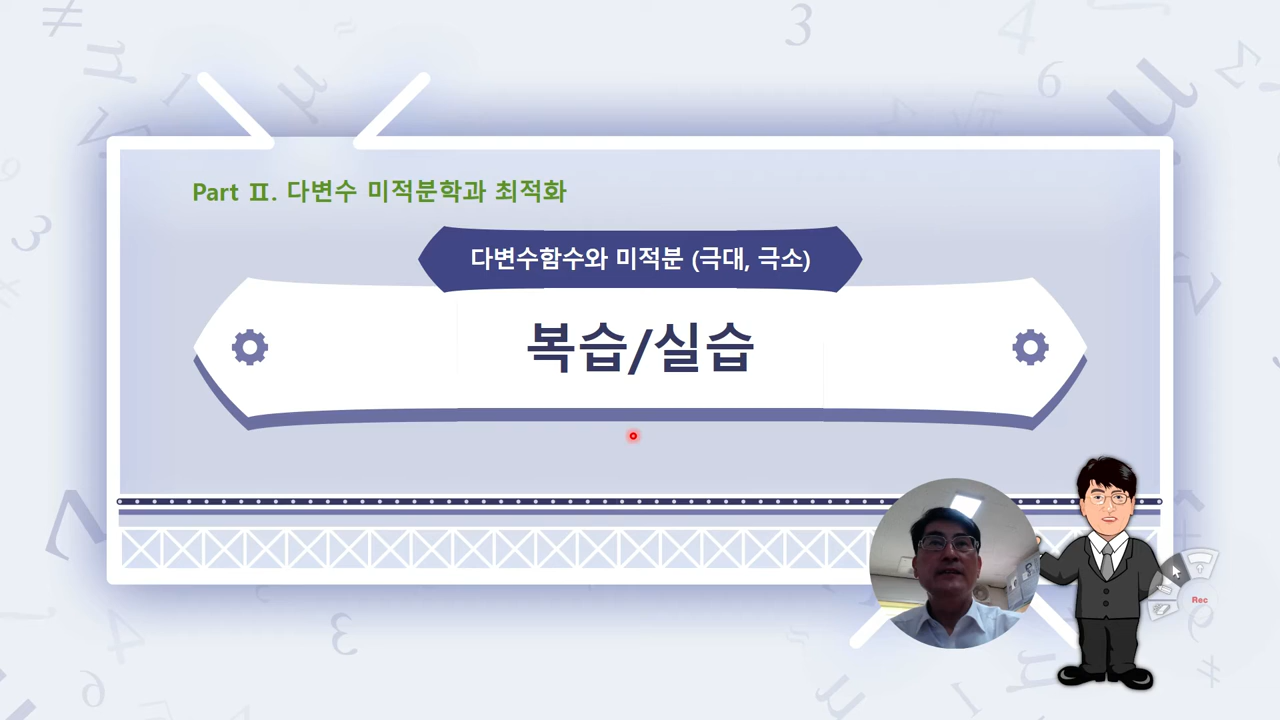 Part Ⅱ. 다변수 미적분학과 최적화
다변수함수와 미적분 (극대, 극소)
복습/실습
Rec